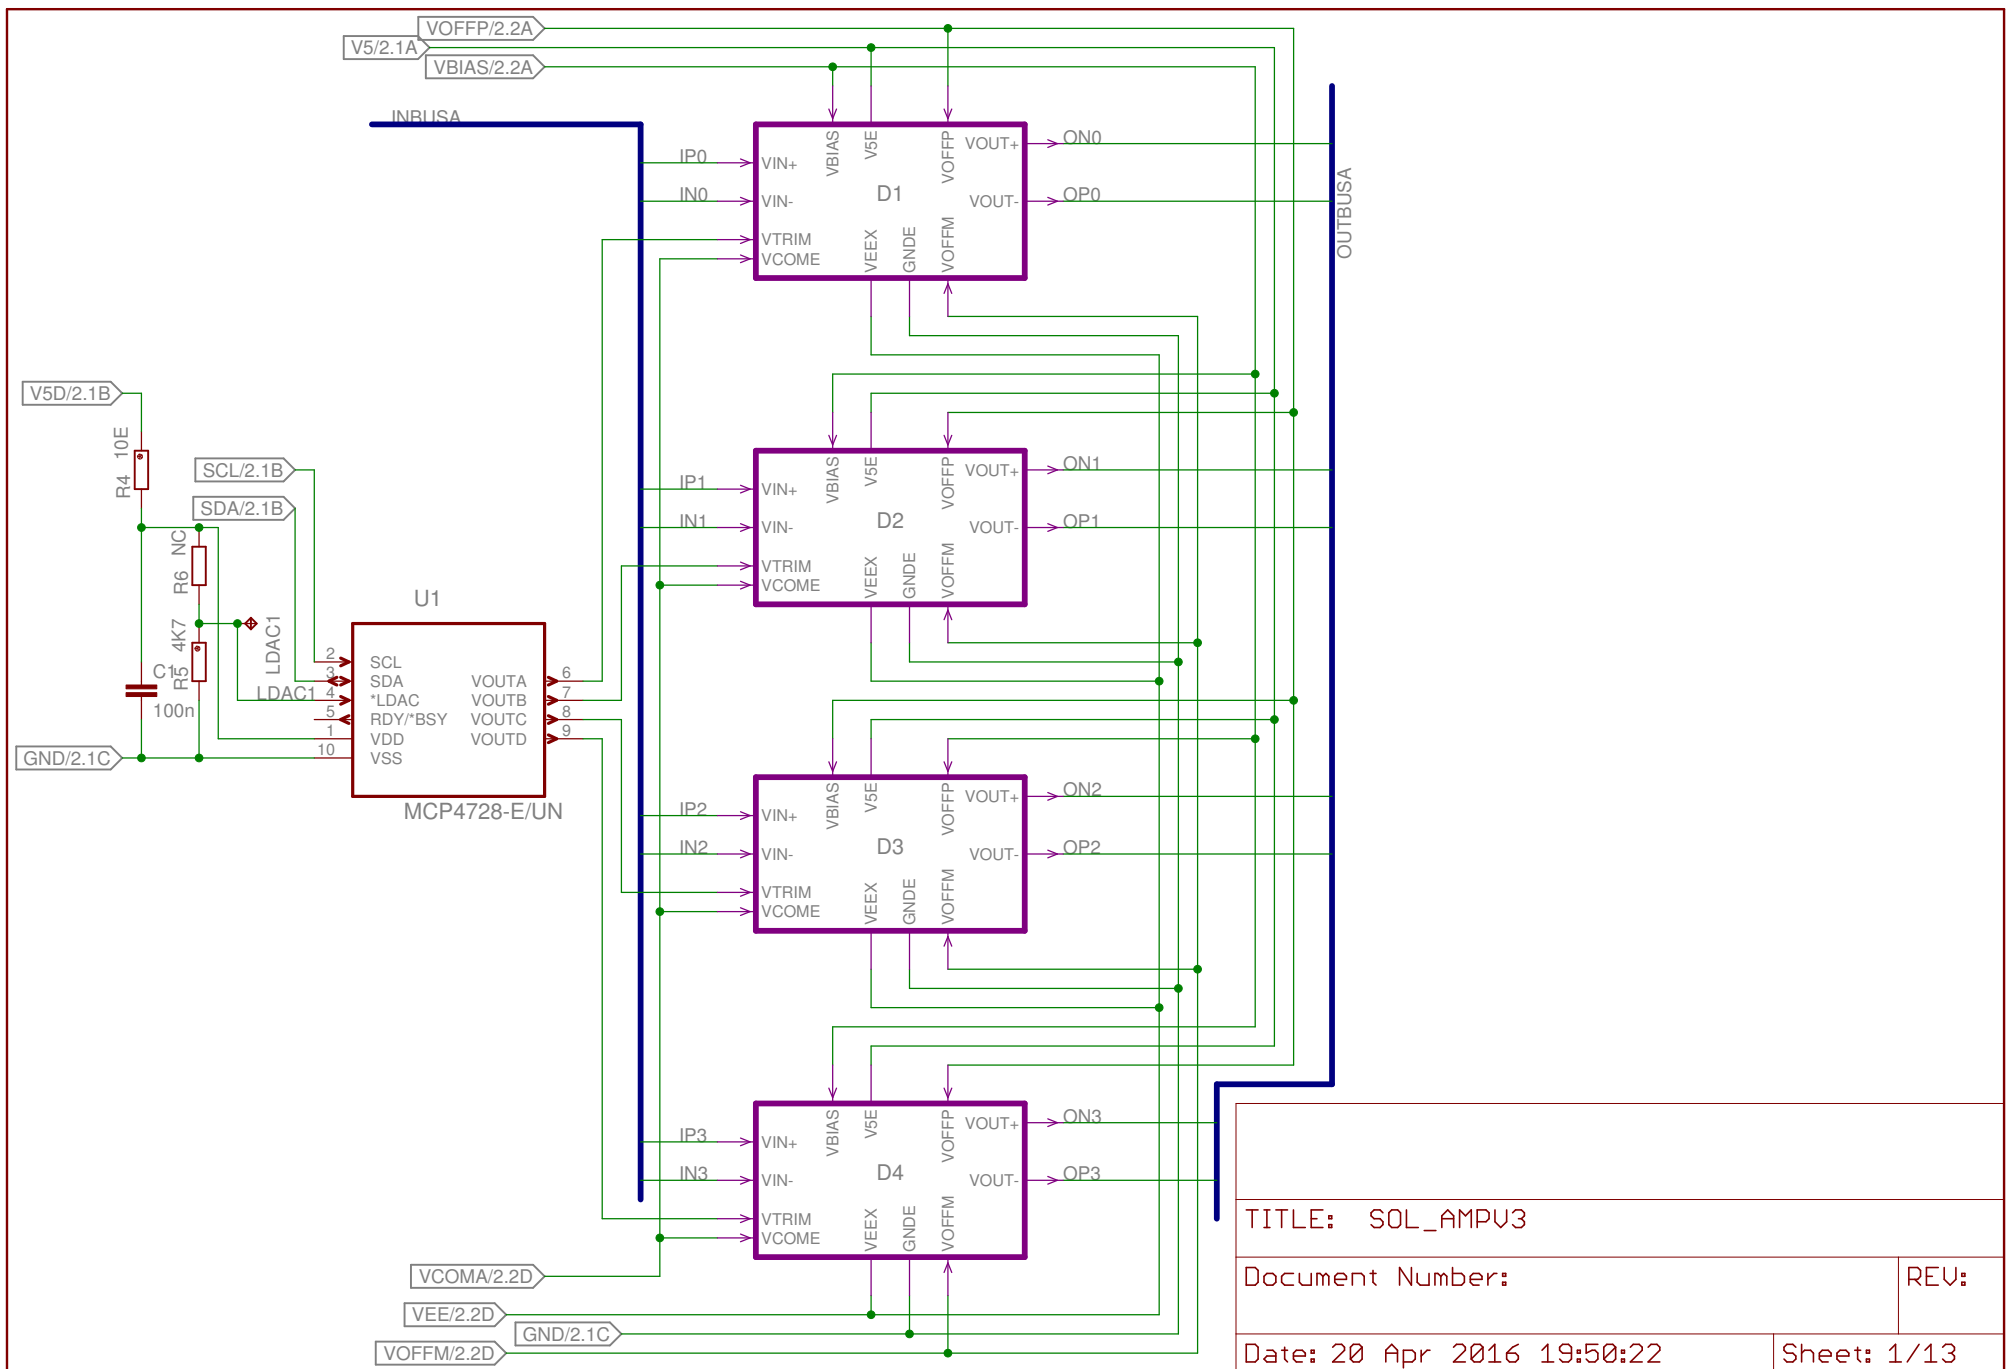 VOFFP/2.2A
V5/2.1A
VBIAS/2.2A
INBUSA
OUTBUSA
IP0
IN0
VIN+
VIN-
VTRIM
VCOME
VBIAS
V5E
VOFFP
D1
VEEX
GNDE
VOFFM
VOUT+
VOUT-
ON0
OP0
IP1
IN1
VIN+
VIN-
VTRIM
VCOME
VBIAS
V5E
VOFFP
D2
VEEX
GNDE
VOFFM
VOUT+
VOUT-
ON1
OP1
V5D/2.1B
R4 10E
SCL/2.1B
SDA/2.1B
R6 NC
R5 4K7
C1
100n
LDAC1
LDAC1
GND/2.1C
U1
2 SCL
3 SDA
4 *LDAC
5 RDY/*BSY
1 VDD
10 VSS
VOUTA 6
VOUTB 7
VOUTC 8
VOUTD 9
MCP4728-E/UN
IP2
IN2
VIN+
VIN-
VTRIM
VCOME
VBIAS
V5E
VOFFP
D3
VEEX
GNDE
VOFFM
VOUT+
VOUT-
ON2
OP2
IP3
IN3
VIN+
VIN-
VTRIM
VCOME
VBIAS
V5E
VOFFP
D4
VEEX
GNDE
VOFFM
VOUT+
VOUT-
ON3
OP3
VCOMA/2.2D
VEE/2.2D
GND/2.1C
VOFFM/2.2D
TITLE: SOL_AMPV3
Document Number:
REV:
Date: 20 Apr 2016 19:50:22
Sheet: 1/13